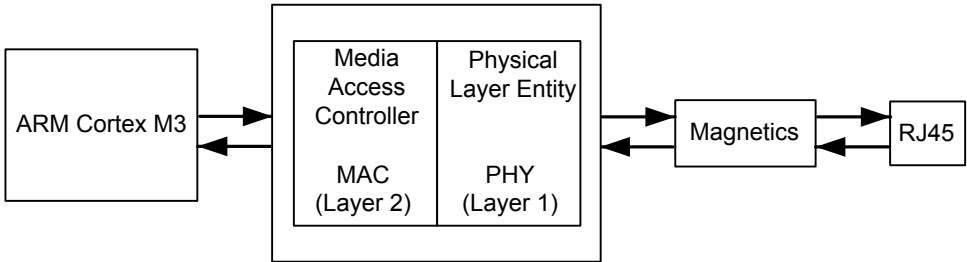 ARM Cortex M3
Media
Access
Controller
MAC
(Layer 2)
Physical
Layer Entity
PHY
(Layer 1)
Magnetics
RJ45